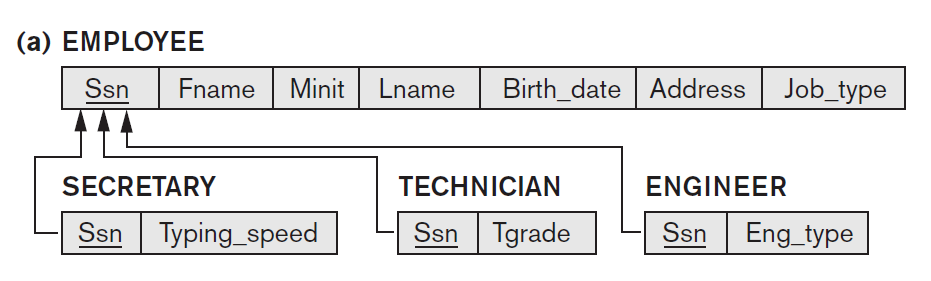 (a) EMPLOYEE
Ssn Fname Minit Lname Birth_date Address Job_type
SECRETARY TECHNICIAN ENGINEER
Ssn Typing_speed Ssn Tgrade Ssn Eng_type